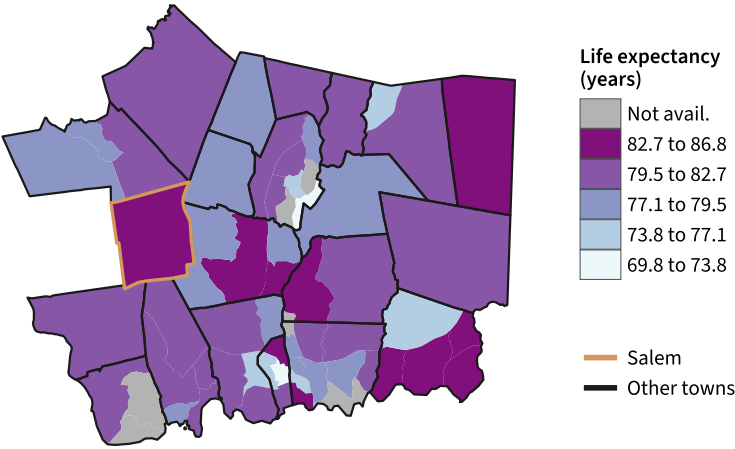 Life expectancy
(years)
Not avail.
82.7 to 86.8
79.5 to 82.7
77.1 to 79.5
73.8 to 77.1
69.8 to 73.8
Salem
Other towns